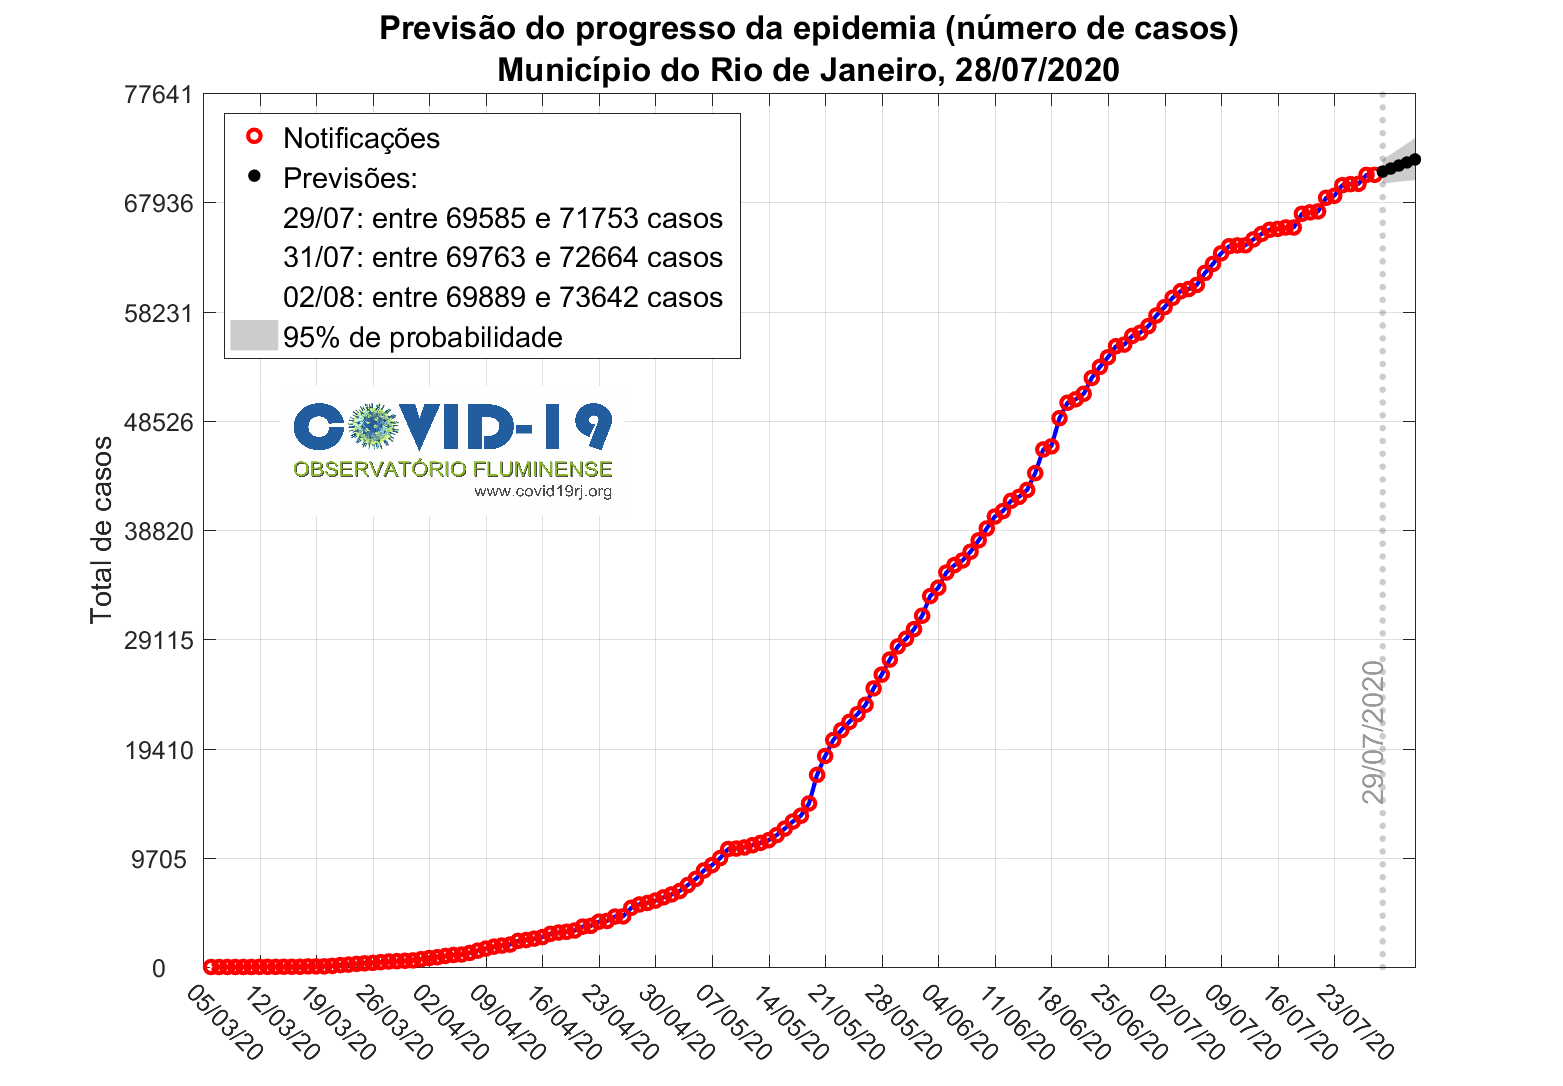 Previsão do progresso da epidemia (número de casos)
Município do Rio de Janeiro, 28/07/2020
77641
67936
58231
48526
38820
29115
19410
9705
0
Total de casos
Notificações
Previsões:
29/07: entre 69585 e 71753 casos
31/07: entre 69763 e 72664 casos
02/08: entre 69889 e 73642 casos
95% de probabilidade
COVID-19
OBSERVATÓRIO FLUMINENSE
www.covid19rj.org
29/07/2020
05/03/20
12/03/20
19/03/20
26/03/20
02/04/20
09/04/20
16/04/20
23/04/20
30/04/20
07/05/20
14/05/20
21/05/20
28/05/20
04/06/20
11/06/20
18/06/20
25/06/20
02/07/20
09/07/20
16/07/20
23/07/20